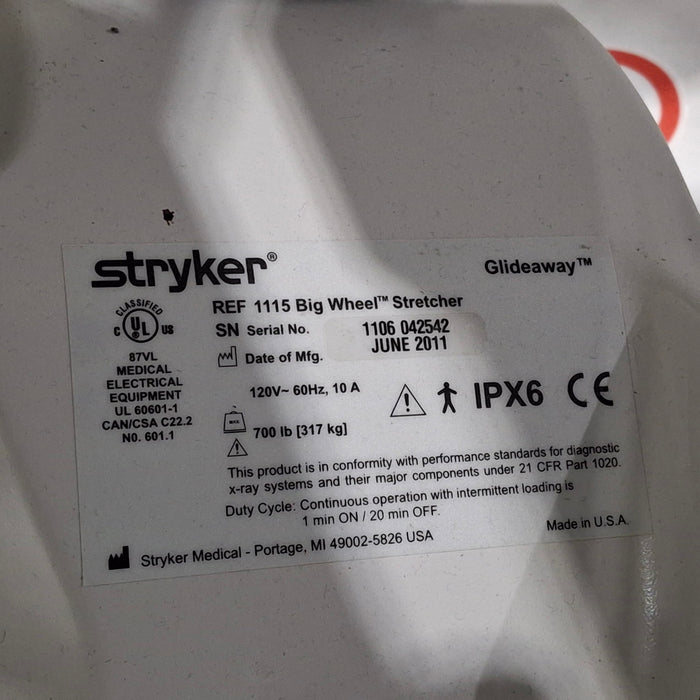 stryker®
Glideaway™
REF 1115 Big Wheel™ Stretcher
SN Serial No. 1106 042542
Date of Mfg. JUNE 2011
CLASSIFIED
C UL US
87VL
MEDICAL
ELECTRICAL
EQUIPMENT
UL 60601-1
CAN/CSA C22.2
N0. 601.1
120V~ 60Hz, 10 A
IPX6 CE
MAX
700 lb [317 kg]
This product is in conformity with performance standards for diagnostic
x-ray systems and their major components under 21 CFR Part 1020.
Duty Cycle: Continuous operation with intermittent loading is
1 min ON / 20 min OFF.
Made in U.S.A.
Stryker Medical - Portage, MI 49002-5826 USA